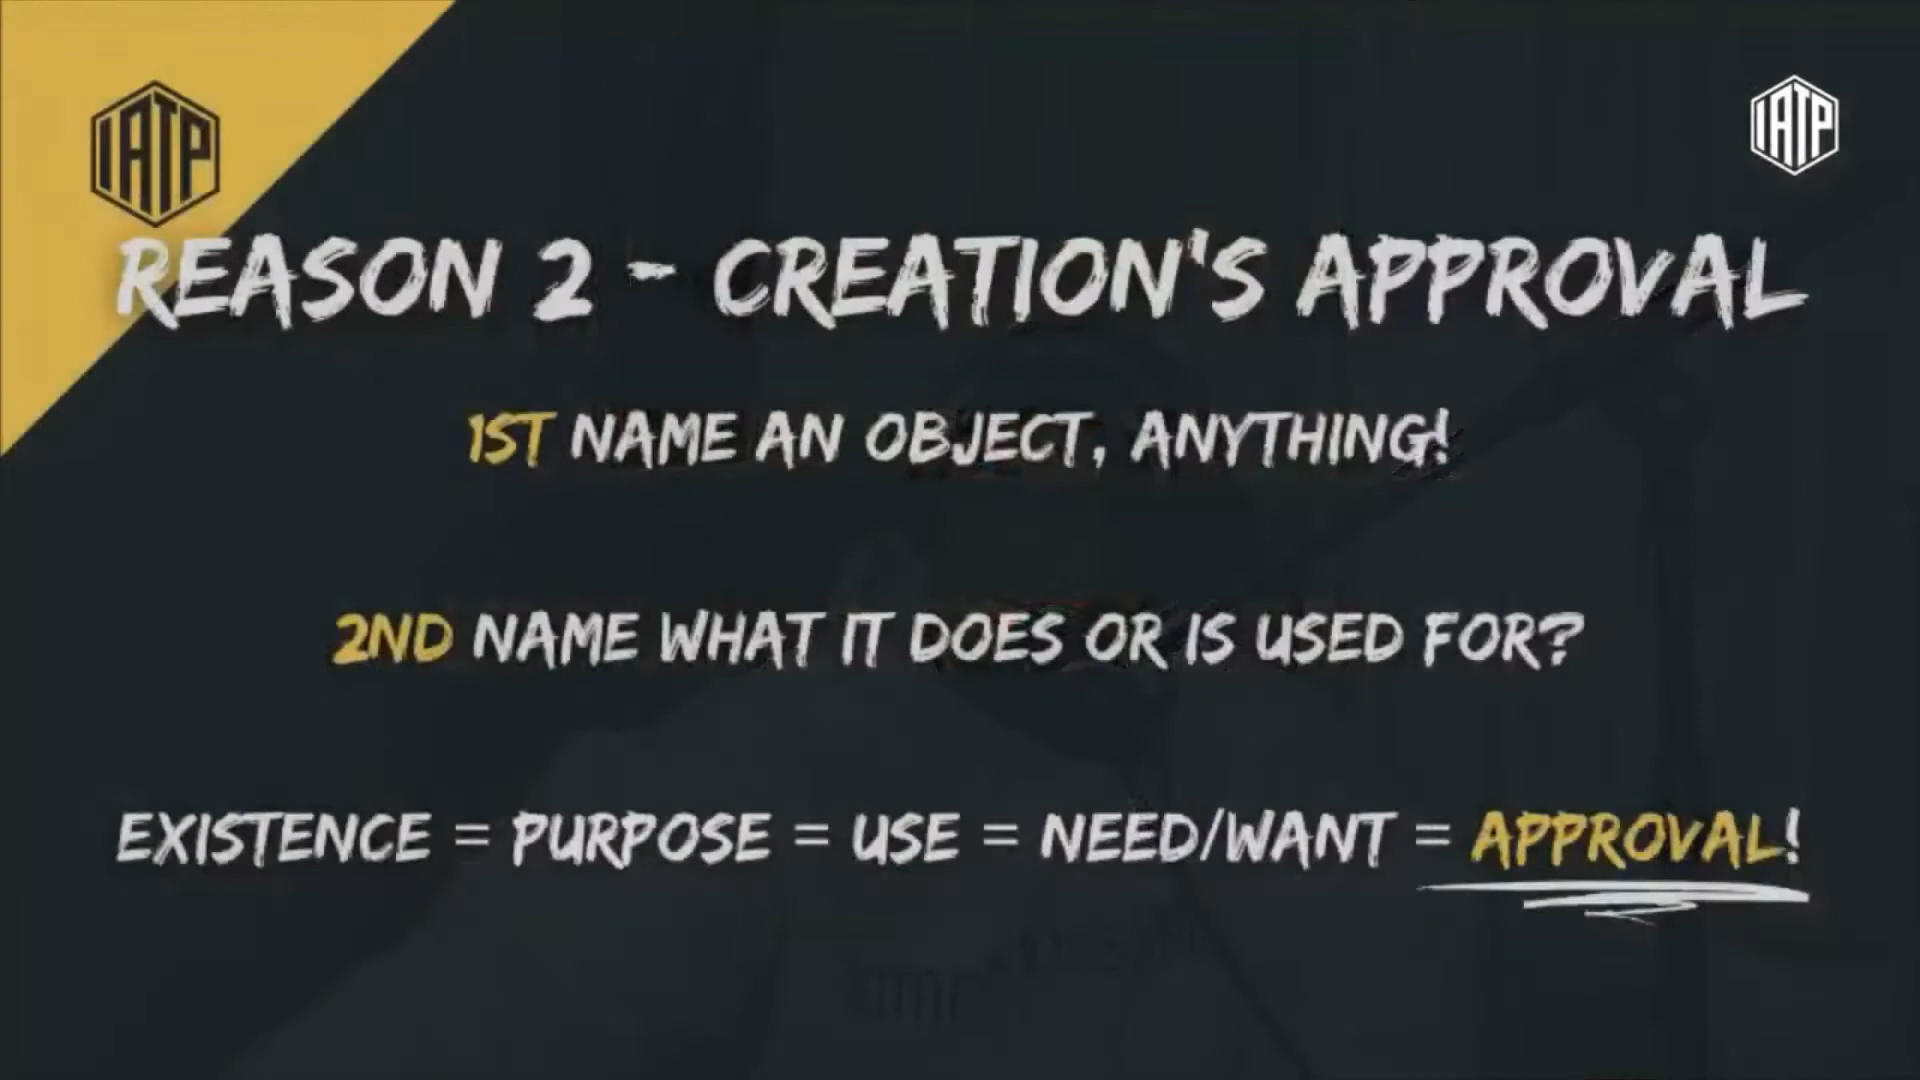 IATP
IATP
REASON 2 - CREATION'S APPROVAL
1ST NAME AN OBJECT, ANYTHING!
2ND NAME WHAT IT DOES OR IS USED FOR?
EXISTENCE = PURPOSE = USE = NEED/WANT = APPROVAL!